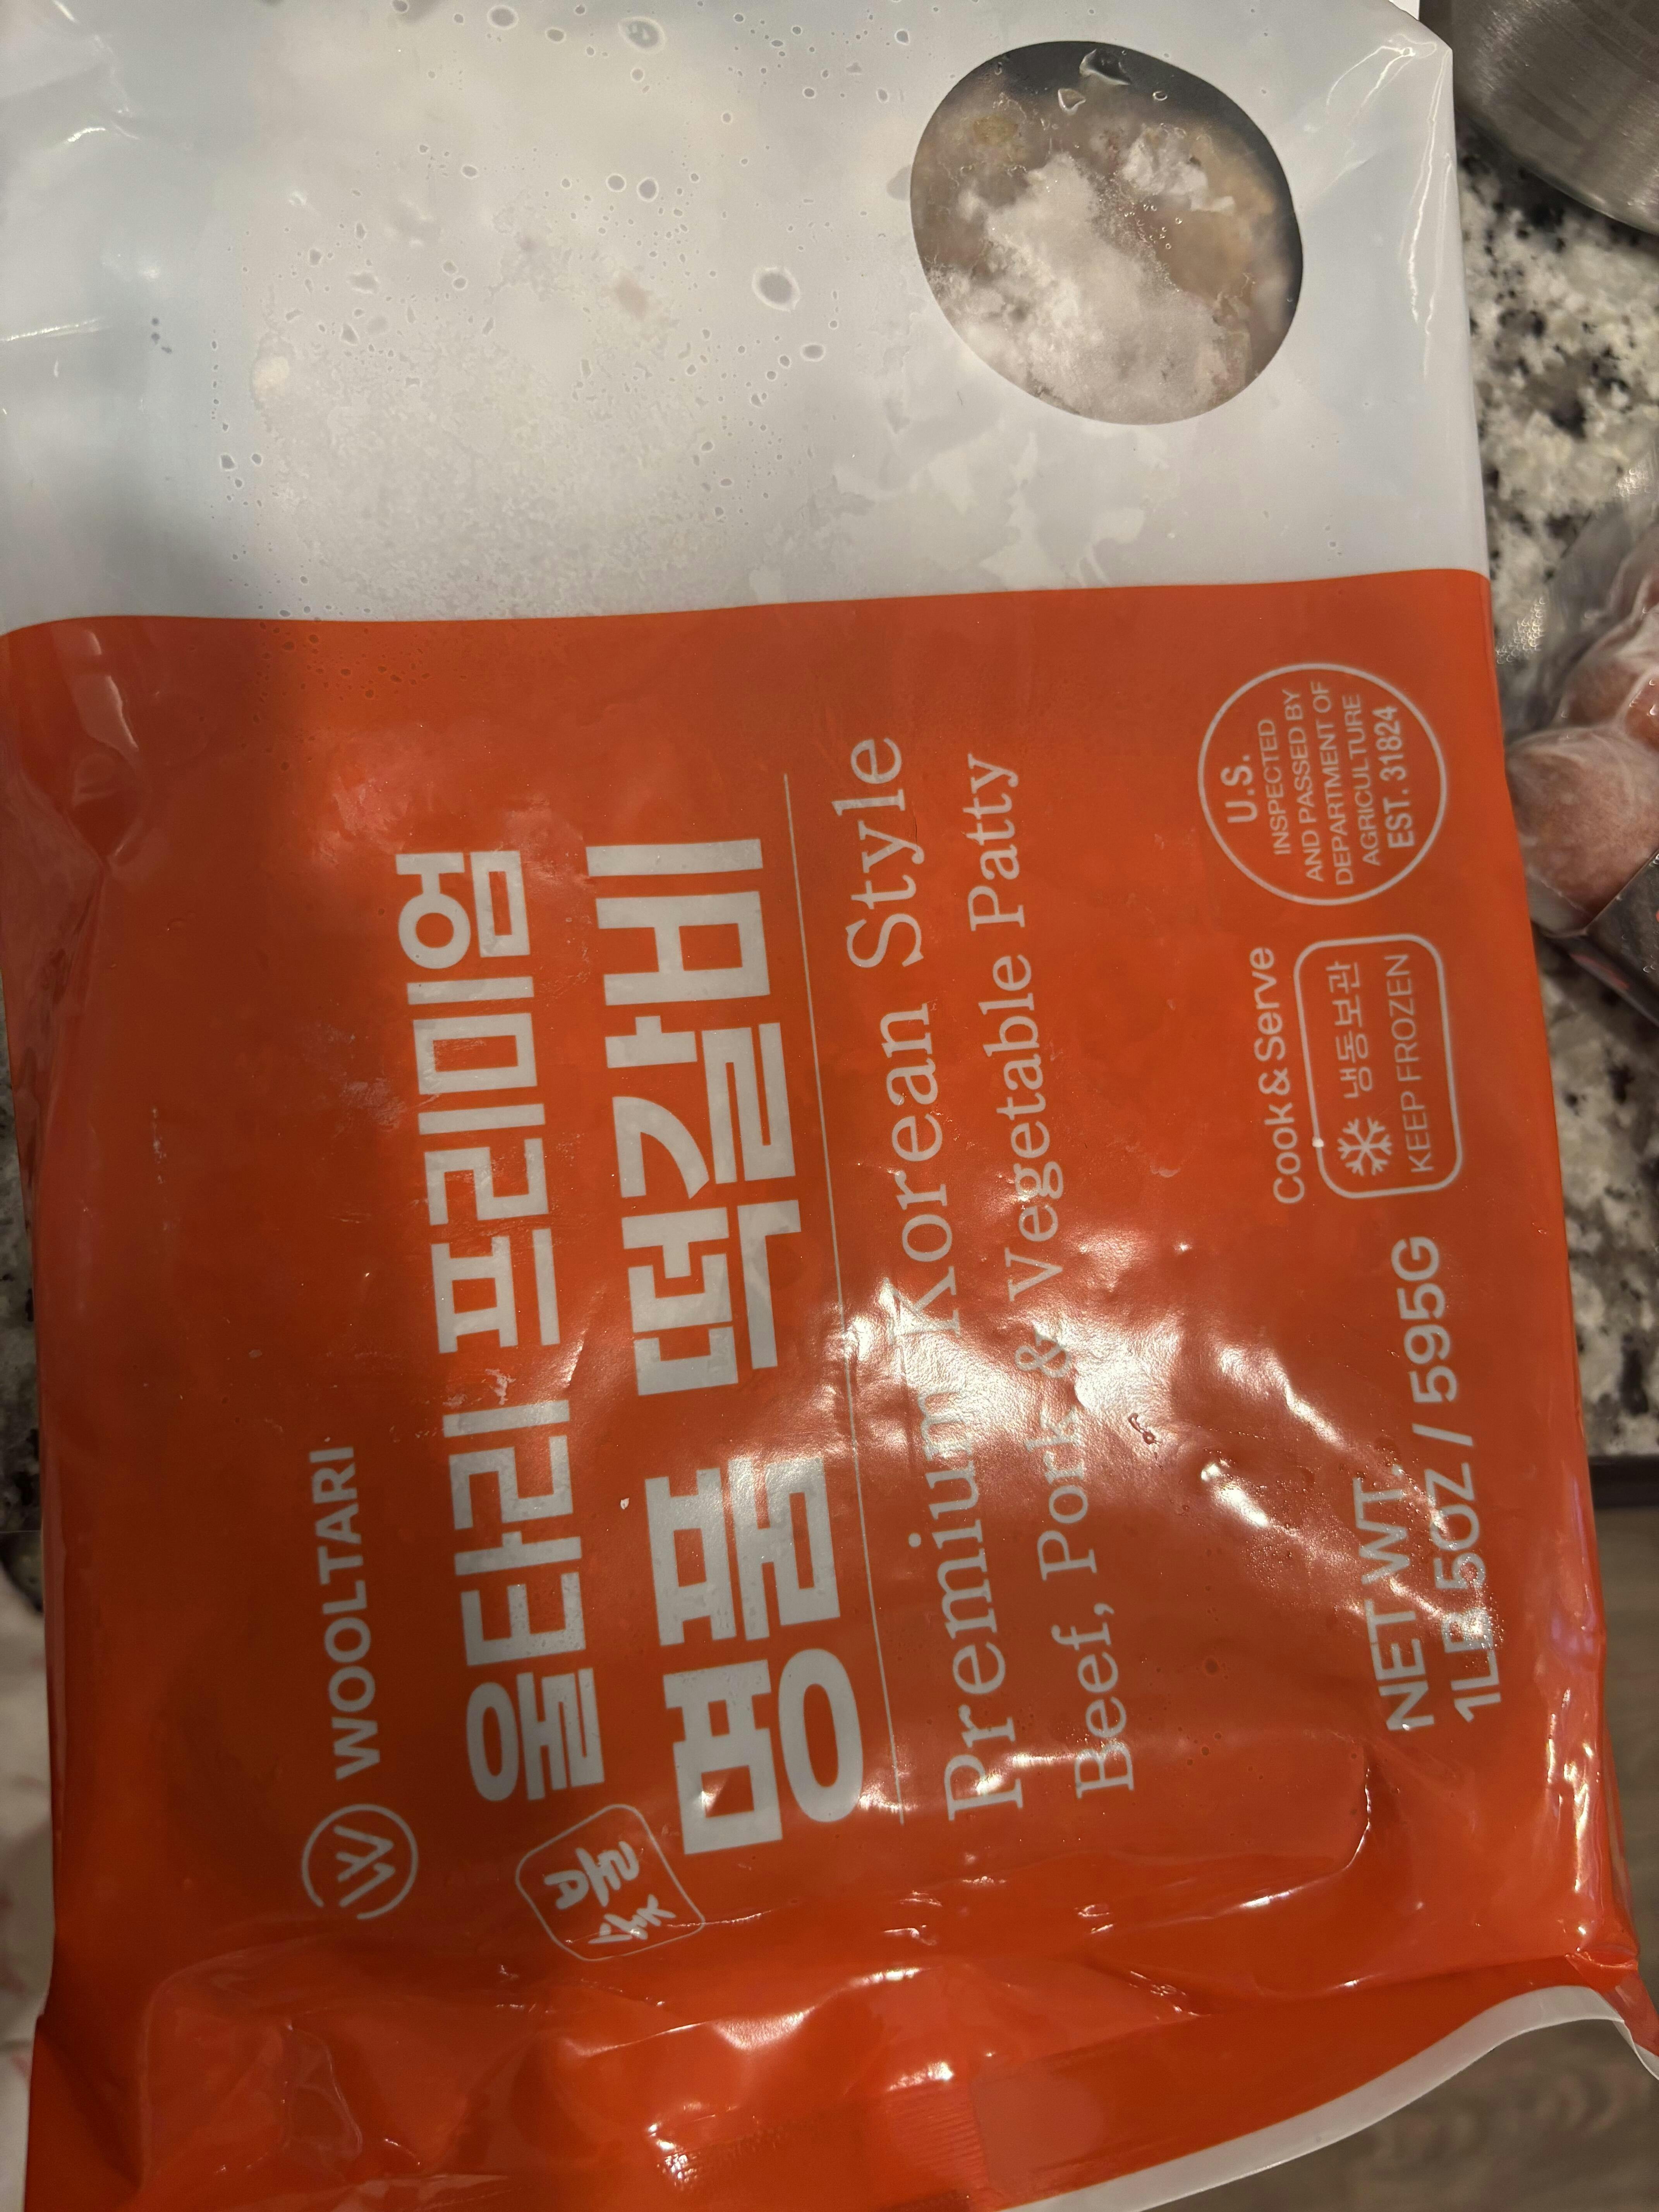 WOOLTARI
울타리 프리미엄
명품 떡갈비
Premium Korean Style
Beef, Pork & Vegetable Patty
NET WT.
1LB 5OZ / 595G
Cook & Serve
냉동보관
KEEP FROZEN
U.S.
INSPECTED
AND PASSED BY
DEPARTMENT OF
AGRICULTURE
EST. 31824